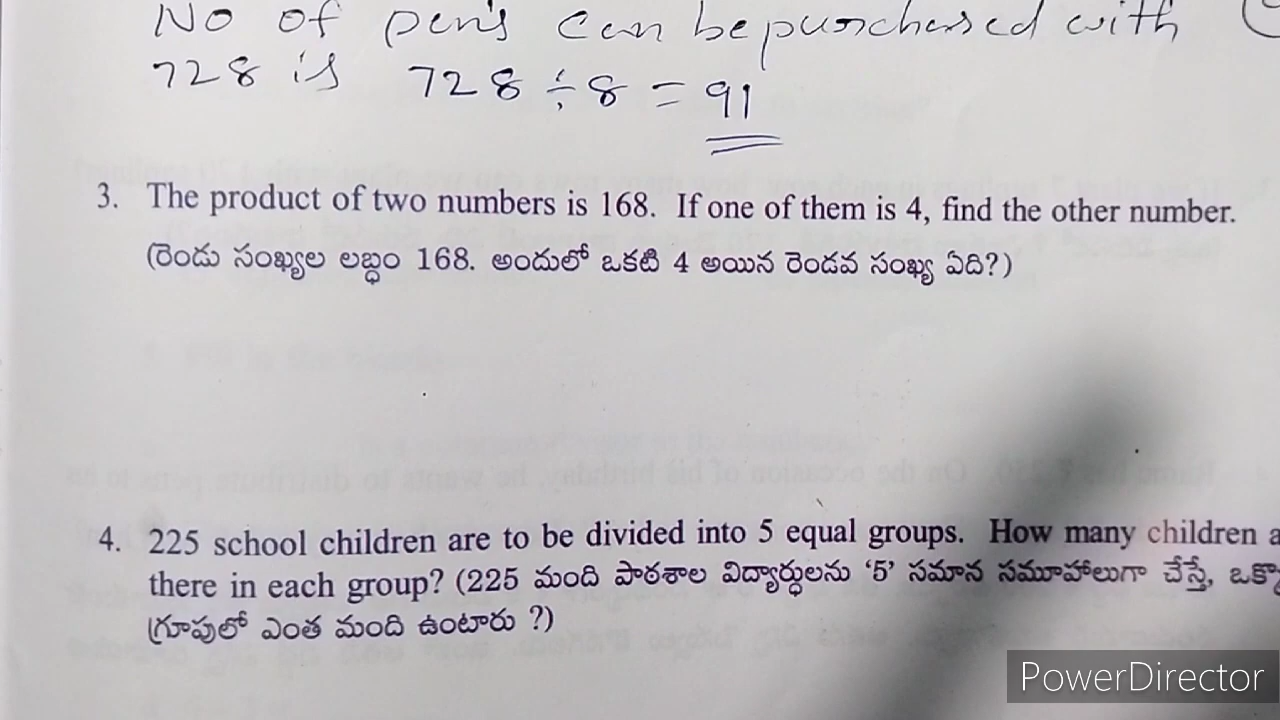 No of pens can be purchased with
728 is 728 ÷ 8 = 91
3. The product of two numbers is 168. If one of them is 4, find the other number.
(రెండు సంఖ్యల లబ్ధం 168. అందులో ఒకటి 4 అయిన రెండవ సంఖ్య ఏది?)
4. 225 school children are to be divided into 5 equal groups. How many children a
there in each group? (225 మంది పాఠశాల విద్యార్థులను ‘5’ సమాన సమూహాలుగా చేస్తే, ఒక్కొ
గ్రూపులో ఎంత మంది ఉంటారు ?)
PowerDirector